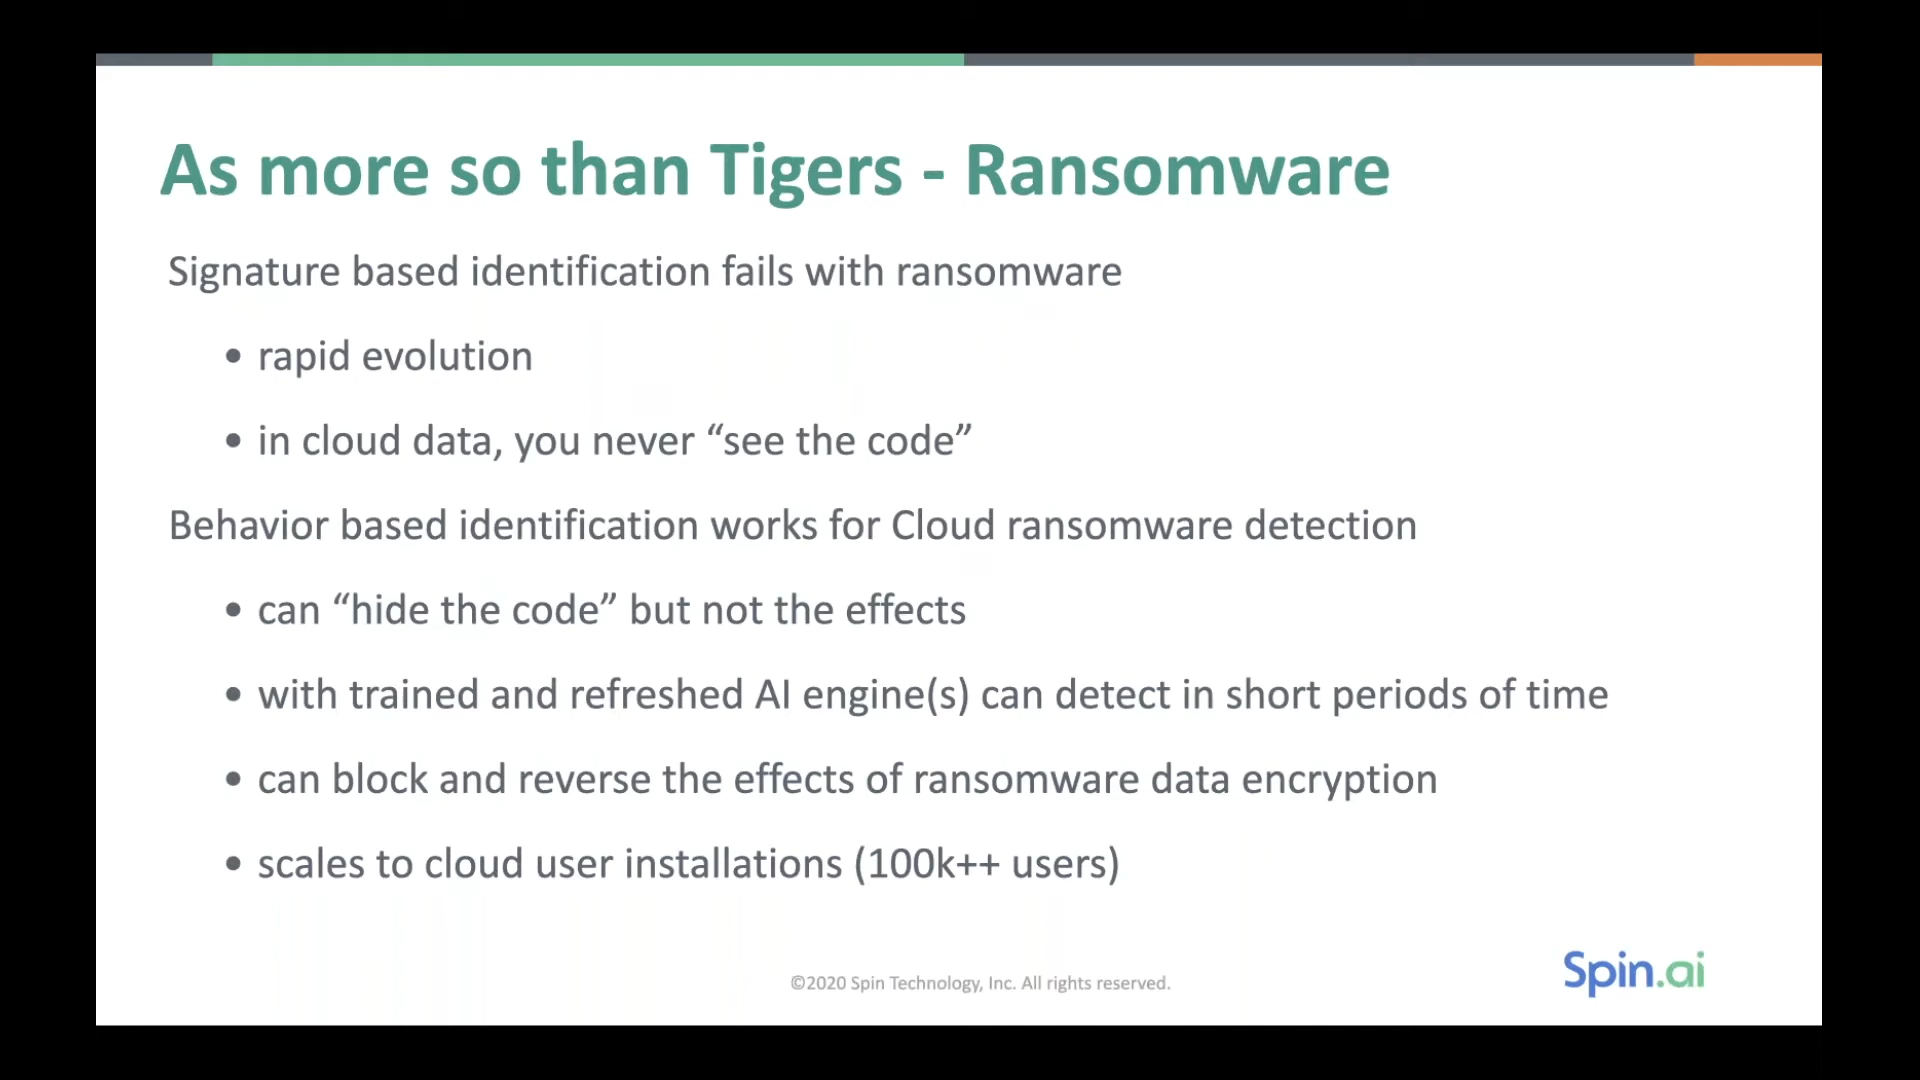 As more so than Tigers - Ransomware
Signature based identification fails with ransomware
• rapid evolution
• in cloud data, you never “see the code”
Behavior based identification works for Cloud ransomware detection
• can “hide the code” but not the effects
• with trained and refreshed AI engine(s) can detect in short periods of time
• can block and reverse the effects of ransomware data encryption
• scales to cloud user installations (100k++ users)
©2020 Spin Technology, Inc. All rights reserved.
Spin.ai